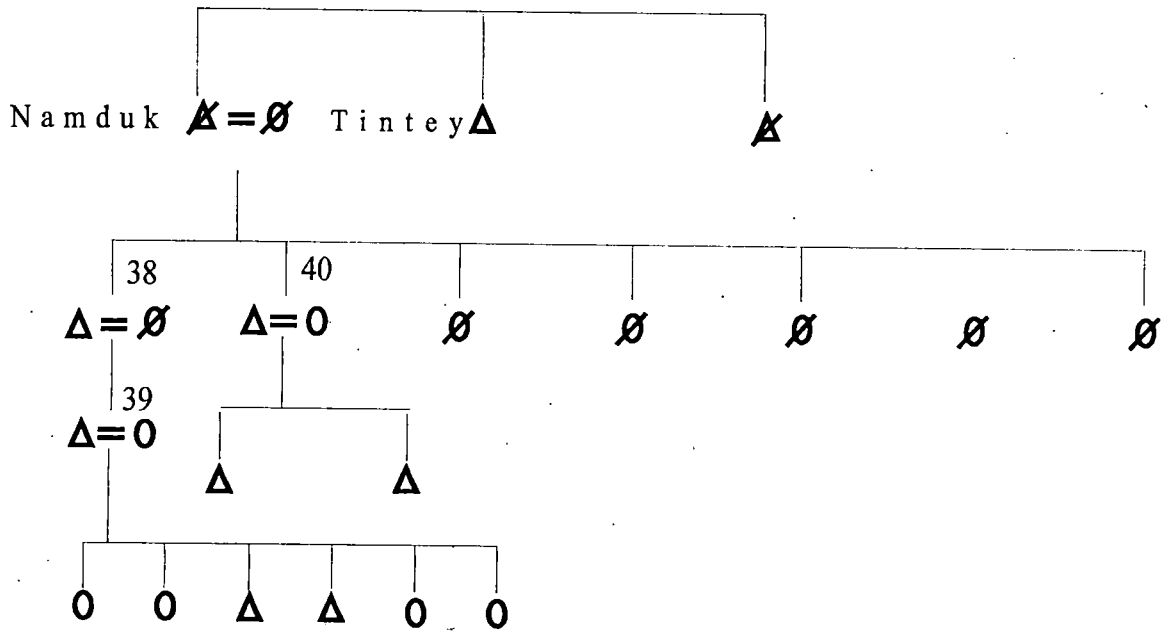 Namduk Δ̸ = Ø Tintey Δ Δ̸
38 40
Δ = Ø Δ = O Ø Ø Ø Ø Ø
39
Δ = O
Δ Δ
O O Δ Δ O O